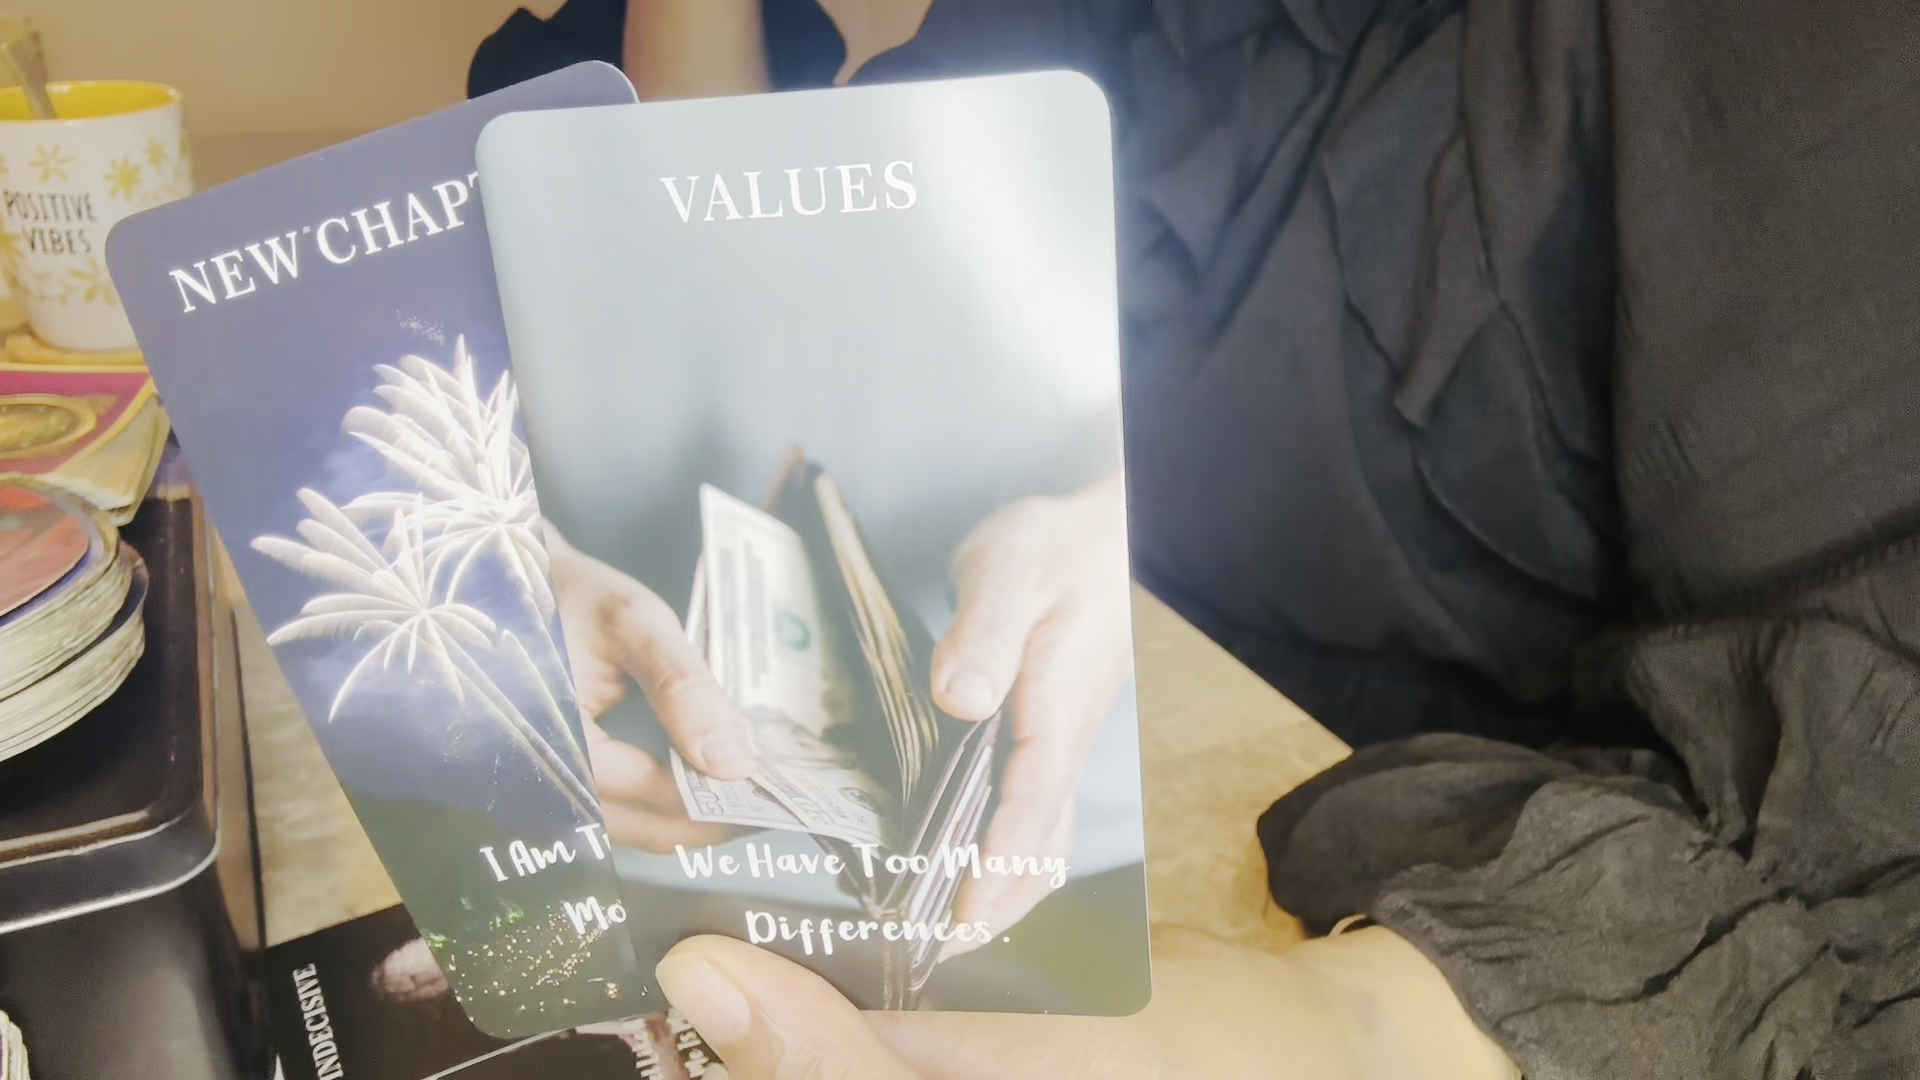 POSITIVE
VIBES
NEW CHAPT
I Am
Mo
VALUES
We Have Too Many
Differences.
INDECISIVE